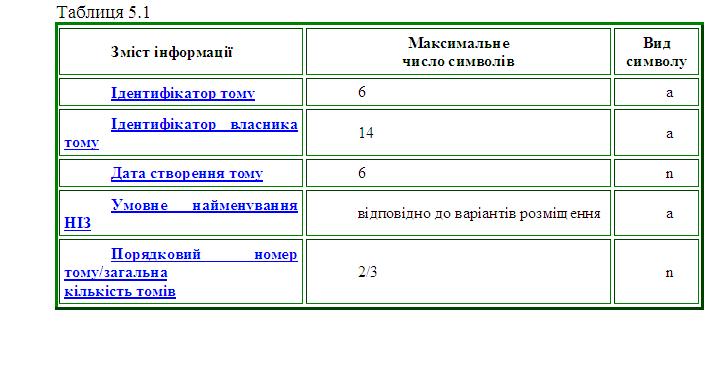 Таблиця 5.1
Зміст інформації
Максимальне
число символів
Вид
символу
Ідентифікатор тому
6
a
Ідентифікатор власника
тому
14
a
Дата створення тому
6
n
Умовне найменування
НІЗ
відповідно до варіантів розміщення
a
Порядковий номер
тому/загальна
кількість томів
2/3
n